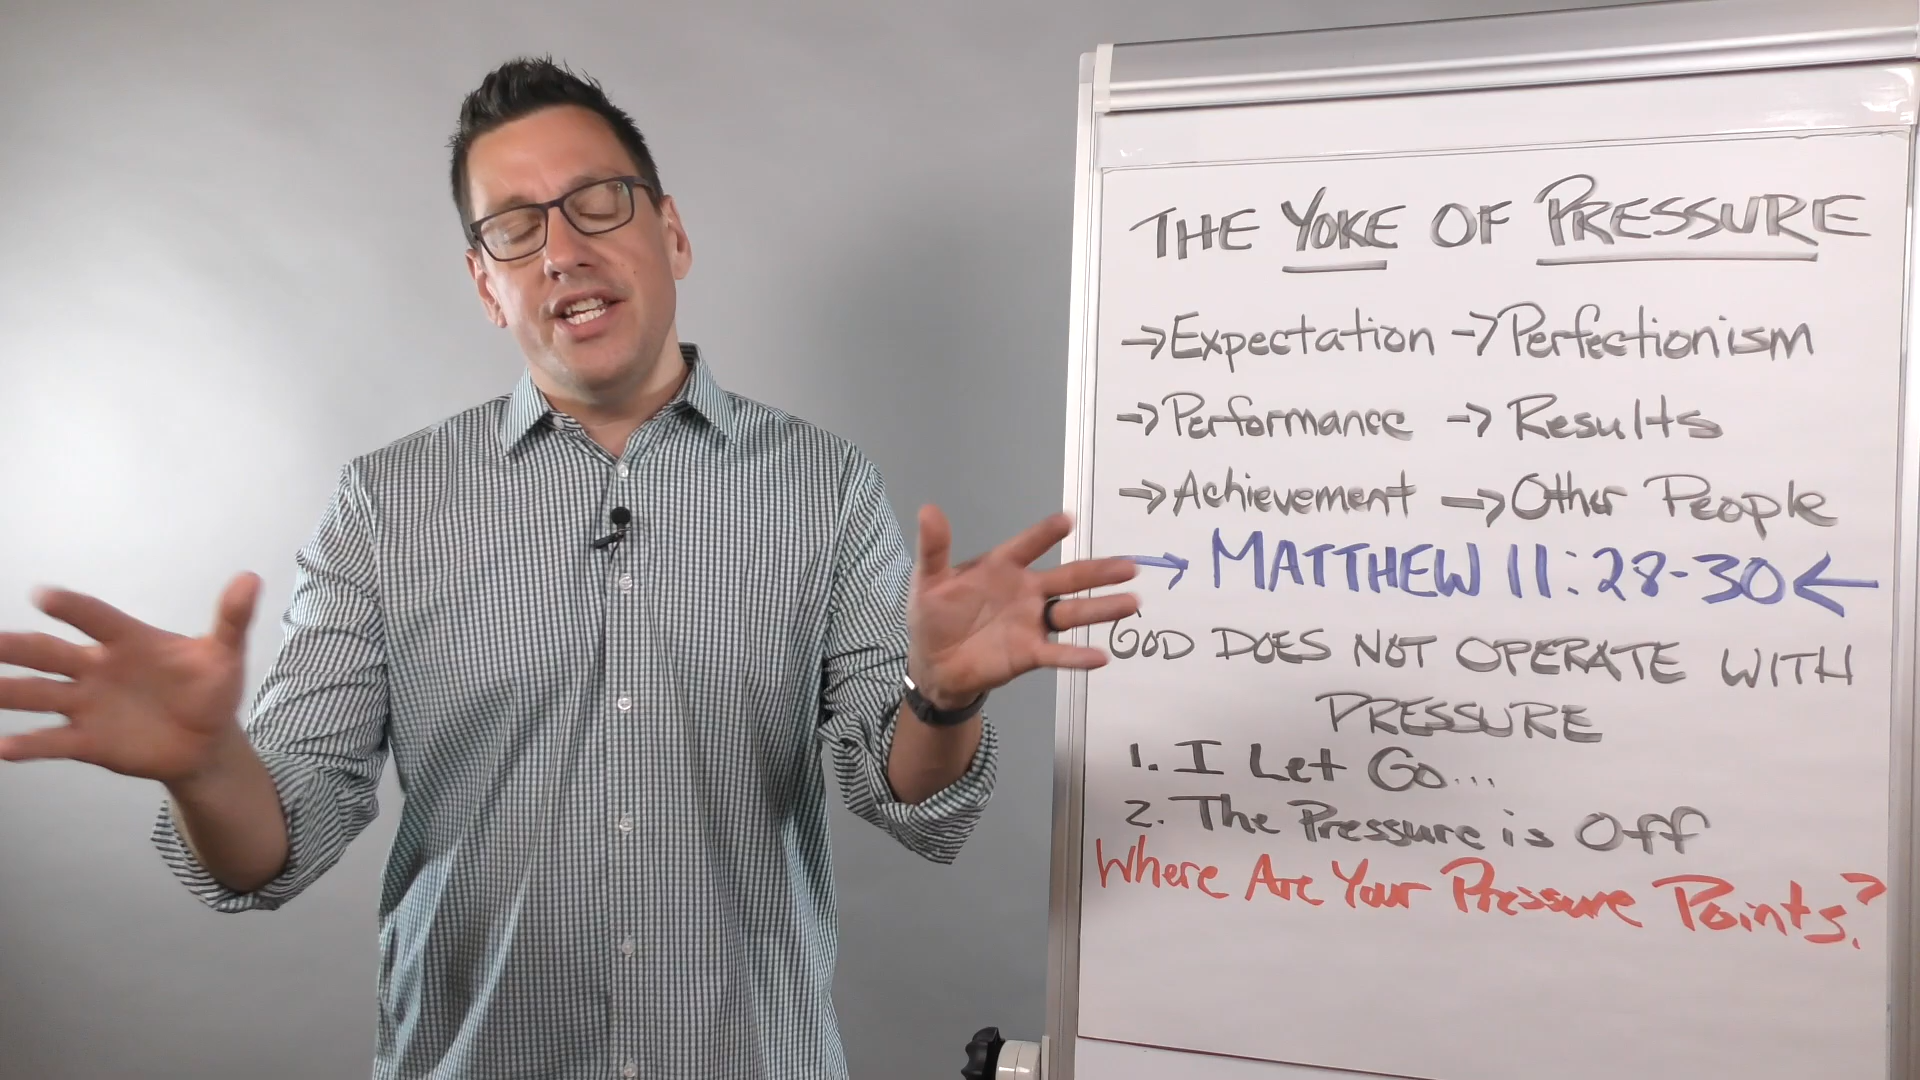 THE YOKE OF PRESSURE
→Expectation →Perfectionism
→Performance → Results
→Achievement → Other People
→ MATTHEW 11:28-30 ←
GOD DOES NOT OPERATE WITH
PRESSURE
1. I Let Go...
2. The Pressure is Off
Where Are Your Pressure Points?